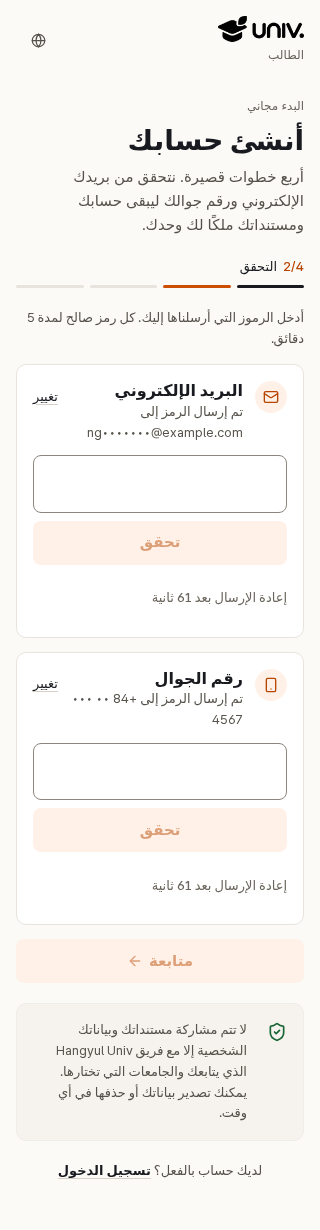 UNIV.
الطالب
البدء مجاني
أنشئ حسابك
أربع خطوات قصيرة. نتحقق من بريدك
الإلكتروني ورقم جوالك ليبقى حسابك
ومستنداتك ملكًا لك وحدك.
2/4 التحقق
أدخل الرموز التي أرسلناها إليك. كل رمز صالح لمدة 5
دقائق.
البريد الإلكتروني
تغيير
تم إرسال الرمز إلى
ng•••••••@example.com
تحقق
إعادة الإرسال بعد 61 ثانية
رقم الجوال
تغيير
تم إرسال الرمز إلى +84 •• •••
4567
تحقق
إعادة الإرسال بعد 61 ثانية
متابعة ←
لا تتم مشاركة مستنداتك وبياناتك
الشخصية إلا مع فريق Hangyul Univ
الذي يتابعك والجامعات التي تختارها.
يمكنك تصدير بياناتك أو حذفها في أي
وقت.
لديك حساب بالفعل؟ تسجيل الدخول